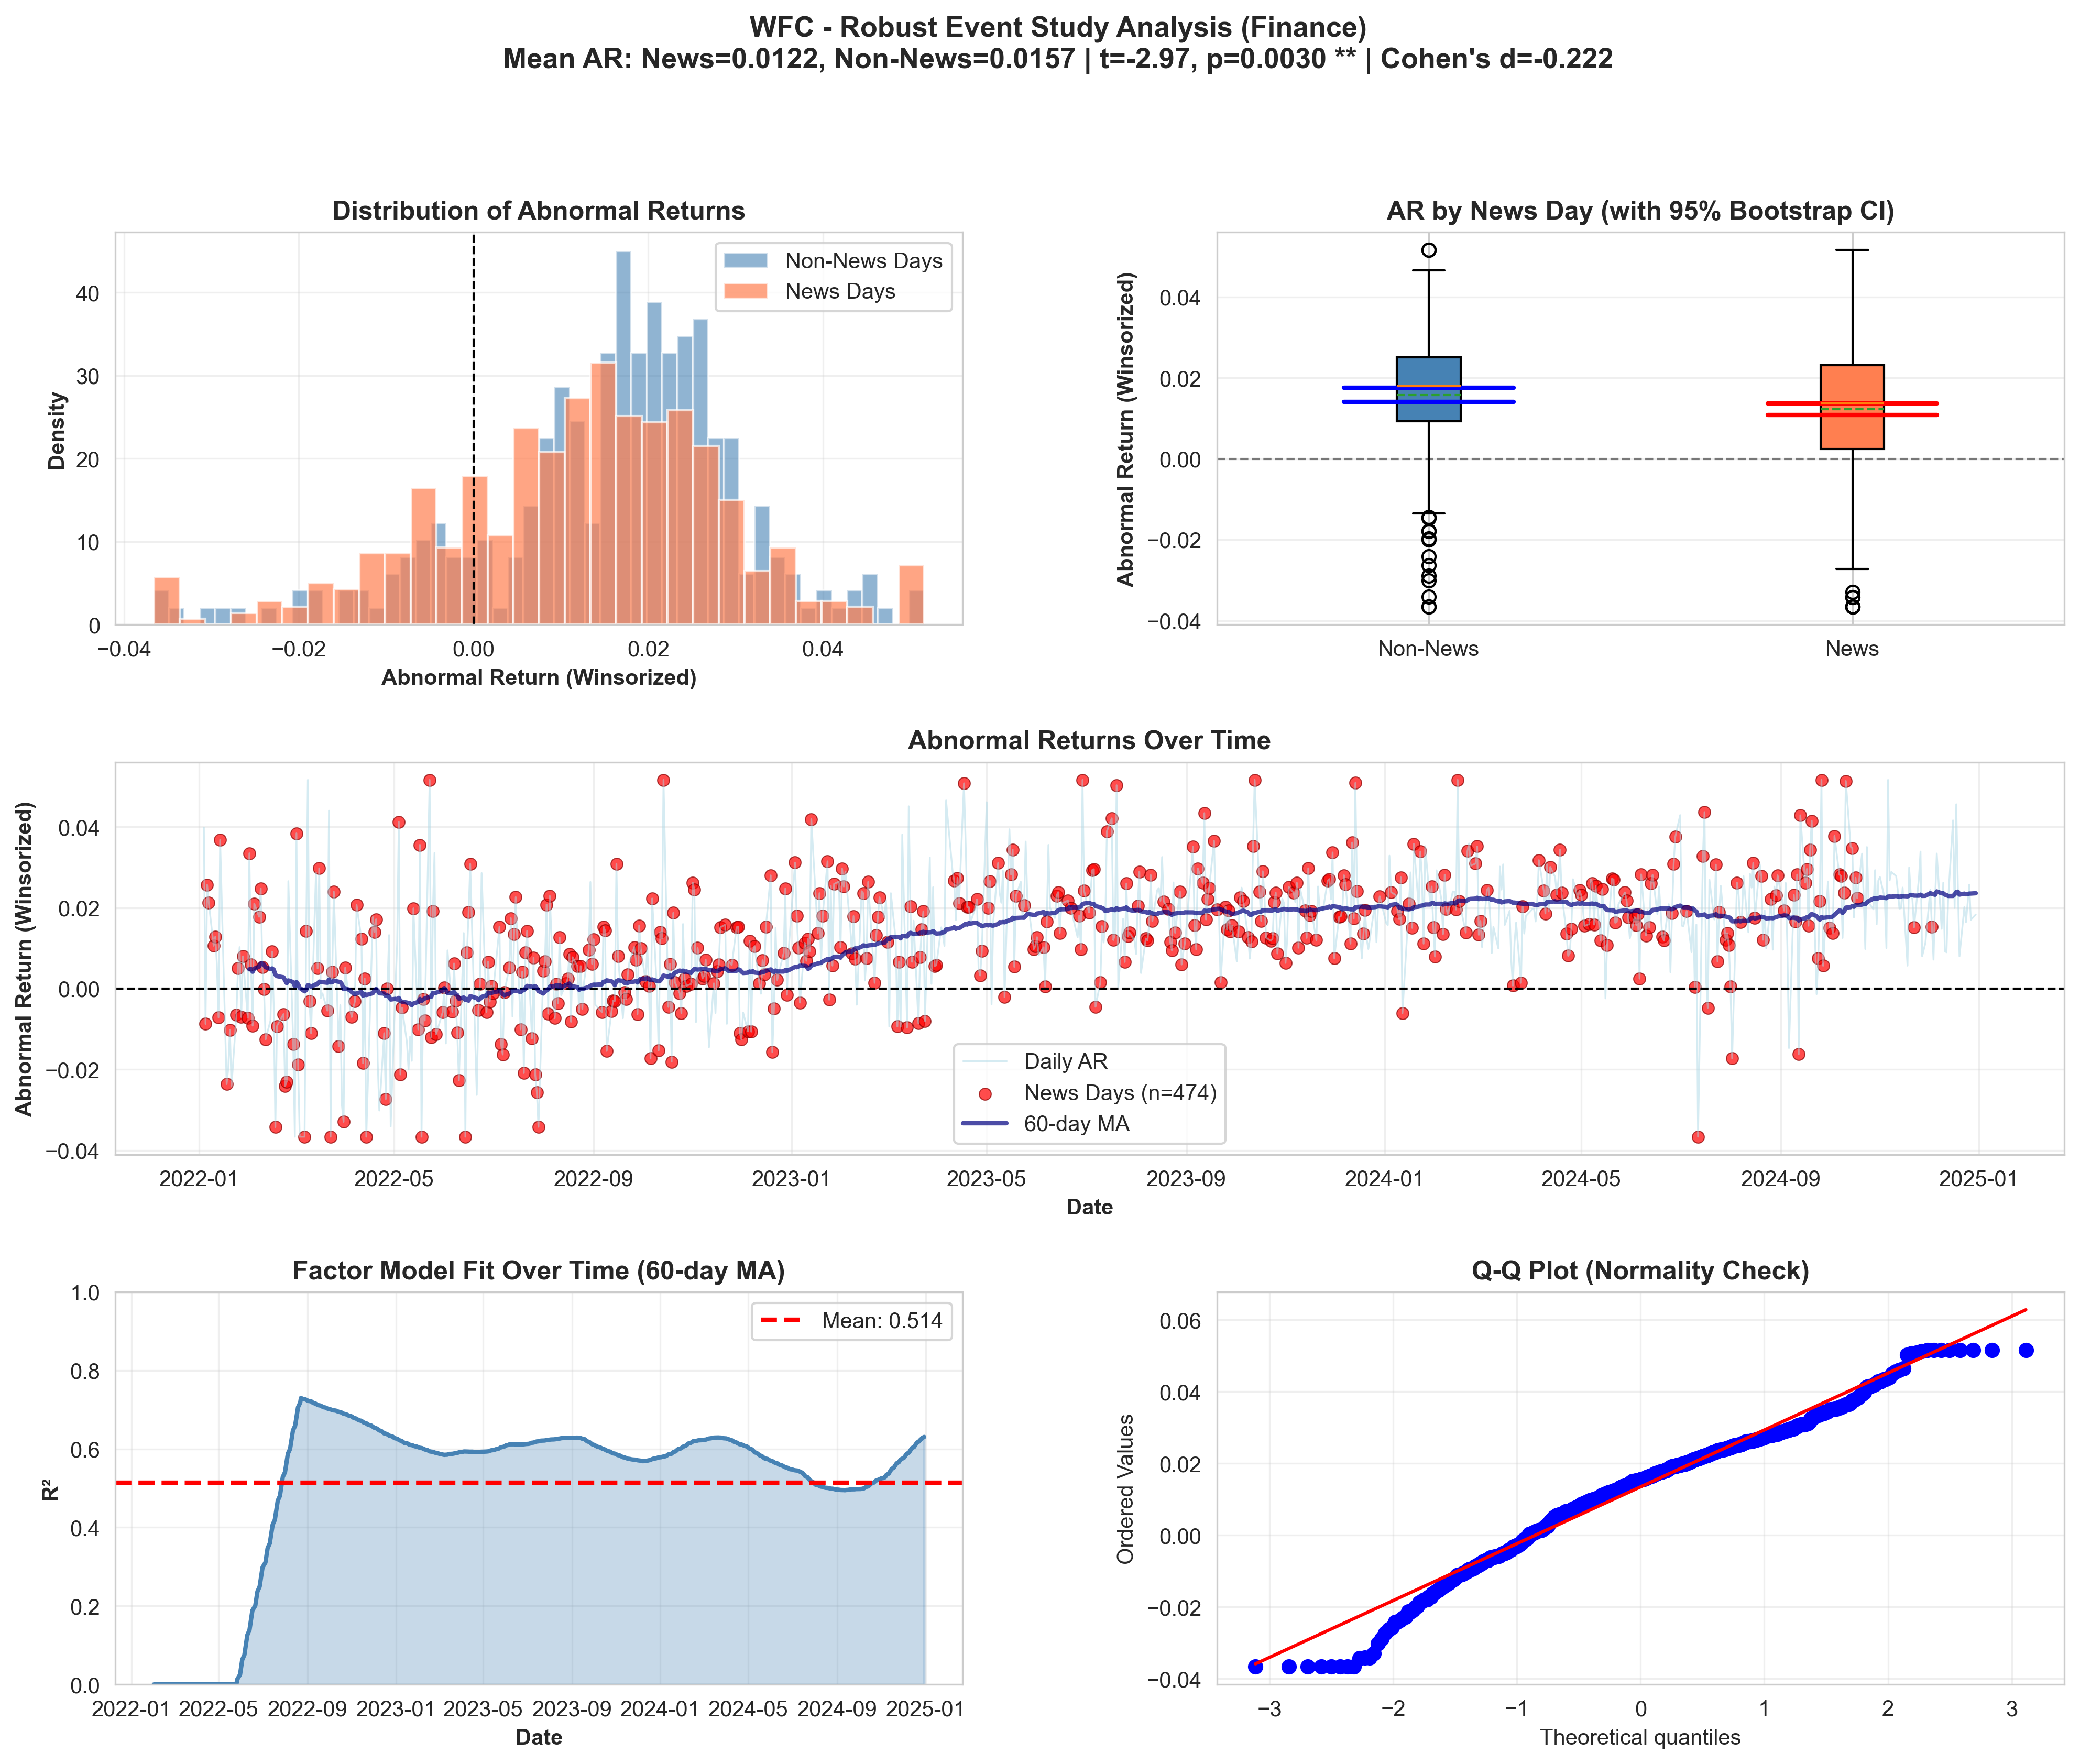 WFC - Robust Event Study Analysis (Finance)
Mean AR: News=0.0122, Non-News=0.0157 | t=-2.97, p=0.0030 ** | Cohen's d=-0.222
Distribution of Abnormal Returns
Density
40
30
20
10
0
Non-News Days
News Days
−0.04 −0.02 0.00 0.02 0.04
Abnormal Return (Winsorized)
AR by News Day (with 95% Bootstrap CI)
Abnormal Return (Winsorized)
0.04
0.02
0.00
−0.02
−0.04
Non-News News
Abnormal Returns Over Time
Abnormal Return (Winsorized)
0.04
0.02
0.00
−0.02
−0.04
Daily AR
News Days (n=474)
60-day MA
2022-01 2022-05 2022-09 2023-01 2023-05 2023-09 2024-01 2024-05 2024-09 2025-01
Date
Factor Model Fit Over Time (60-day MA)
R²
1.0
0.8
0.6
0.4
0.2
0.0
Mean: 0.514
2022-01 2022-05 2022-09 2023-01 2023-05 2023-09 2024-01 2024-05 2024-09 2025-01
Date
Q-Q Plot (Normality Check)
Ordered Values
0.06
0.04
0.02
0.00
−0.02
−0.04
−3 −2 −1 0 1 2 3
Theoretical quantiles